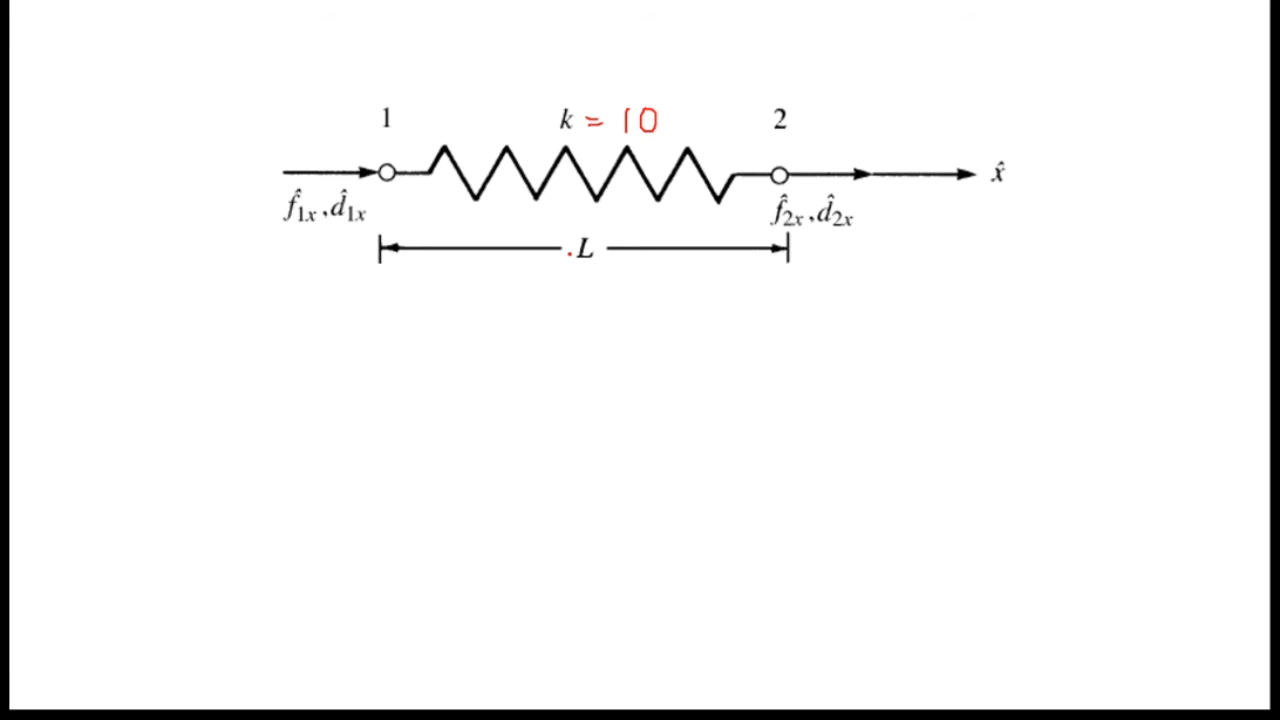 1 k = 10 2
x̂
f̂1x , d̂1x f̂2x , d̂2x
.L